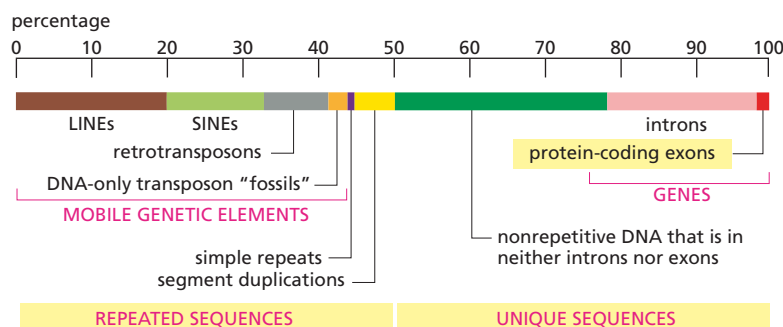 percentage
0 10 20 30 40 50 60 70 80 90 100
LINEs SINEs introns
retrotransposons protein-coding exons
DNA-only transposon “fossils” GENES
MOBILE GENETIC ELEMENTS
simple repeats nonrepetitive DNA that is in
segment duplications neither introns nor exons
REPEATED SEQUENCES UNIQUE SEQUENCES